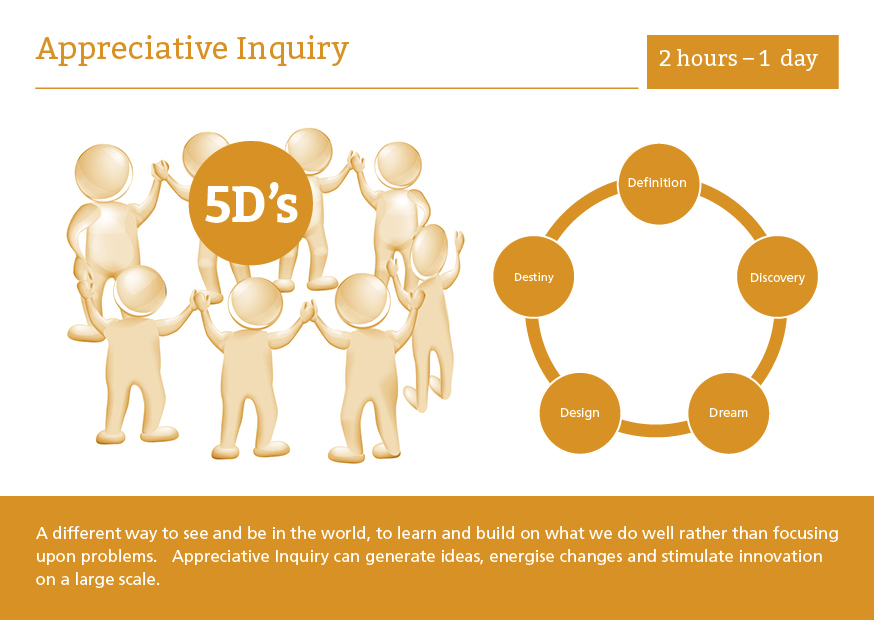 Appreciative Inquiry
2 hours – 1 day
5D’s
Definition
Discovery
Dream
Design
Destiny
A different way to see and be in the world, to learn and build on what we do well rather than focusing
upon problems. Appreciative Inquiry can generate ideas, energise changes and stimulate innovation
on a large scale.